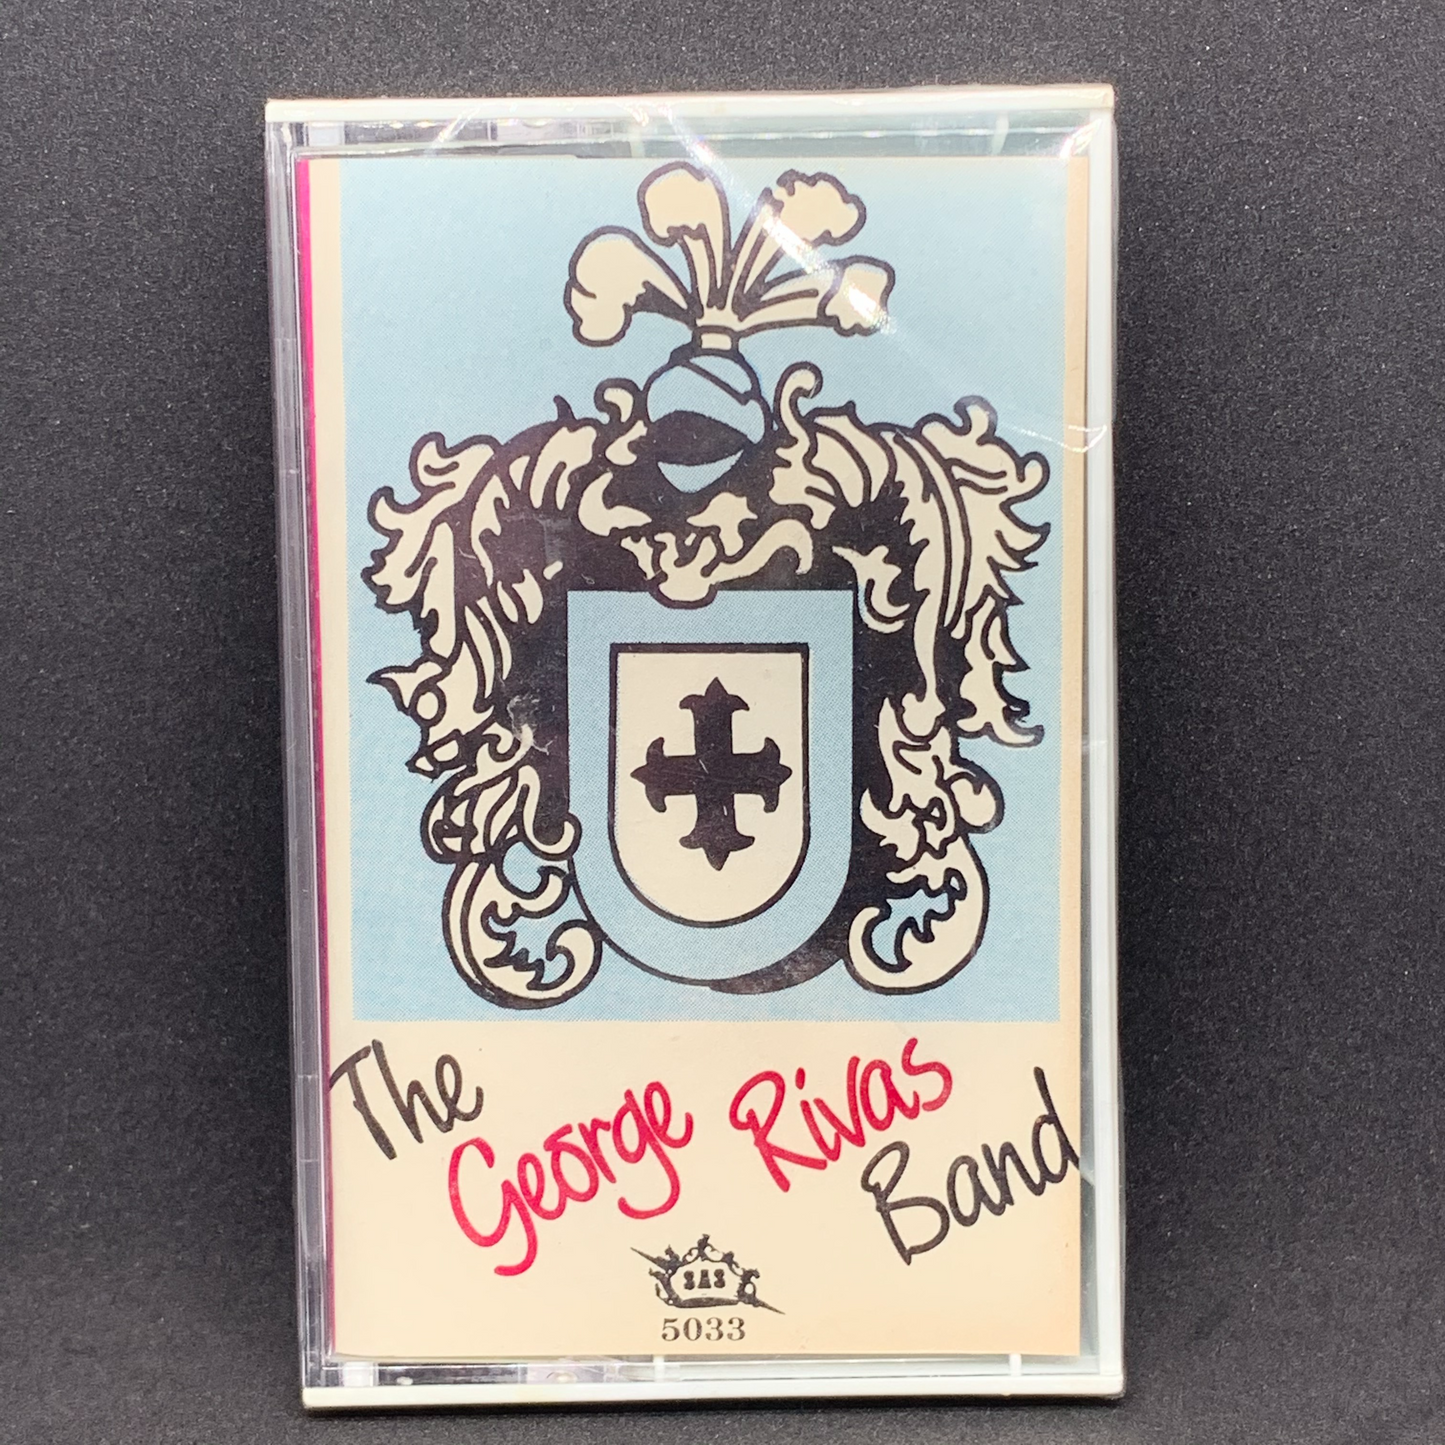 The
George Rivas
Band
SAS
5033